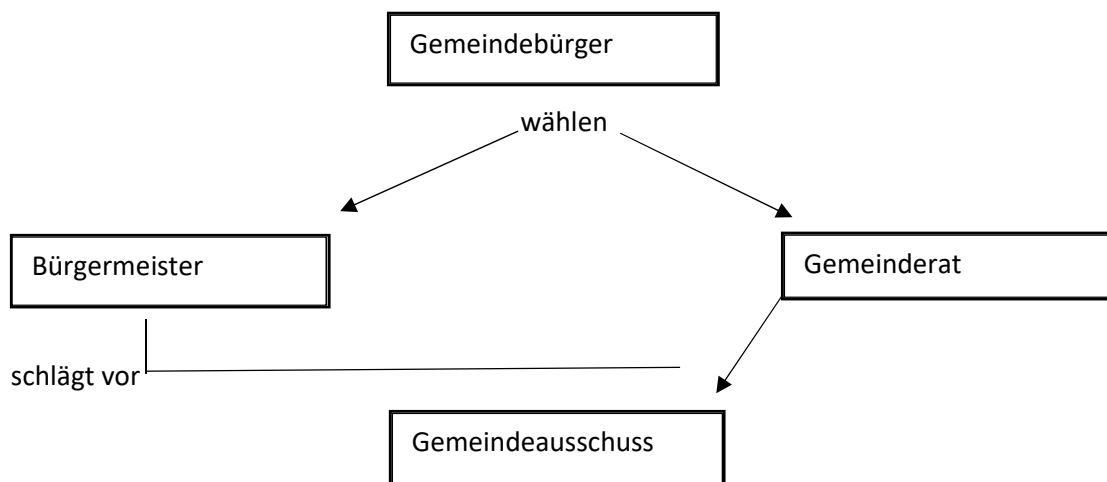 Gemeindebürger
wählen
Bürgermeister
Gemeinderat
schlägt vor
Gemeindeausschuss